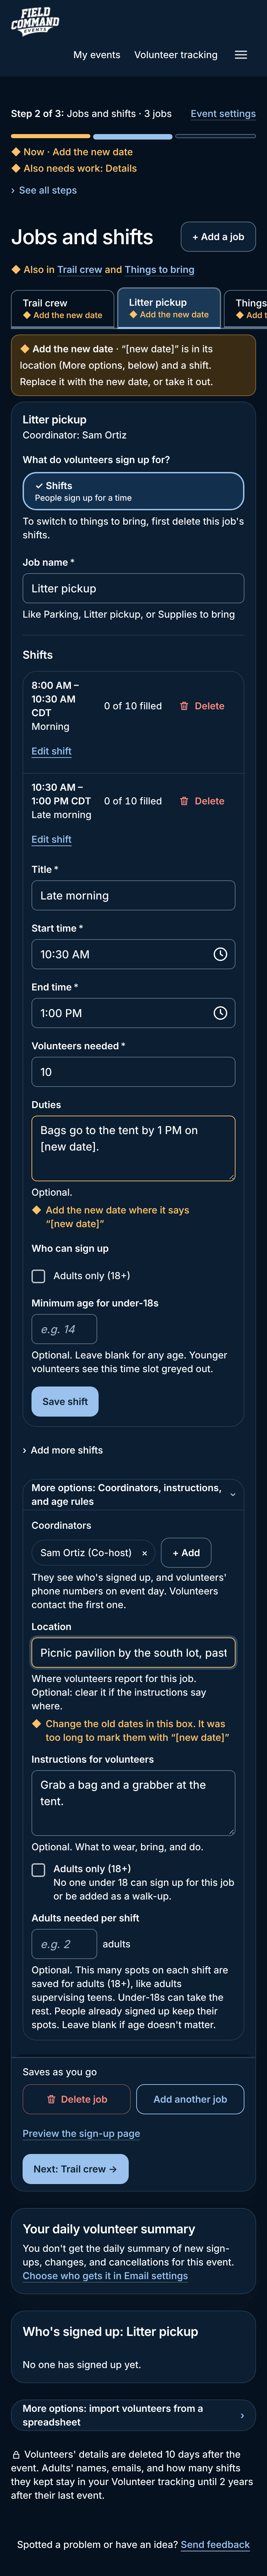 FIELD
COMMAND
EVENTS
My events
Volunteer tracking
Step 2 of 3: Jobs and shifts · 3 jobs
Event settings
◆ Now · Add the new date
◆ Also needs work: Details
› See all steps
Jobs and shifts
+ Add a job
◆ Also in Trail crew and Things to bring
Trail crew
◆ Add the new date
Litter pickup
◆ Add the new date
Things
◆ Add t
◆ Add the new date · “[new date]” is in its
location (More options, below) and a shift.
Replace it with the new date, or take it out.
Litter pickup
Coordinator: Sam Ortiz
What do volunteers sign up for?
✓ Shifts
People sign up for a time
To switch to things to bring, first delete this job's
shifts.
Job name *
Litter pickup
Like Parking, Litter pickup, or Supplies to bring
Shifts
8:00 AM –
10:30 AM
CDT
Morning
0 of 10 filled
Delete
Edit shift
10:30 AM –
1:00 PM CDT
Late morning
0 of 10 filled
Delete
Edit shift
Title *
Late morning
Start time *
10:30 AM
End time *
1:00 PM
Volunteers needed *
10
Duties
Bags go to the tent by 1 PM on
[new date].
Optional.
◆ Add the new date where it says
“[new date]”
Who can sign up
Adults only (18+)
Minimum age for under-18s
e.g. 14
Optional. Leave blank for any age. Younger
volunteers see this time slot greyed out.
Save shift
› Add more shifts
More options: Coordinators, instructions,
and age rules
Coordinators
Sam Ortiz (Co-host) ×
+ Add
They see who's signed up, and volunteers'
phone numbers on event day. Volunteers
contact the first one.
Location
Picnic pavilion by the south lot, past
Where volunteers report for this job.
Optional: clear it if the instructions say
where.
◆ Change the old dates in this box. It was
too long to mark them with “[new date]”
Instructions for volunteers
Grab a bag and a grabber at the
tent.
Optional. What to wear, bring, and do.
Adults only (18+)
No one under 18 can sign up for this job
or be added as a walk-up.
Adults needed per shift
e.g. 2
adults
Optional. This many spots on each shift are
saved for adults (18+), like adults
supervising teens. Under-18s can take the
rest. People already signed up keep their
spots. Leave blank if age doesn't matter.
Saves as you go
Delete job
Add another job
Preview the sign-up page
Next: Trail crew →
Your daily volunteer summary
You don't get the daily summary of new sign-
ups, changes, and cancellations for this event.
Choose who gets it in Email settings
Who's signed up: Litter pickup
No one has signed up yet.
More options: import volunteers from a
spreadsheet
›
Volunteers' details are deleted 10 days after the
event. Adults' names, emails, and how many shifts
they kept stay in your Volunteer tracking until 2 years
after their last event.
Spotted a problem or have an idea? Send feedback